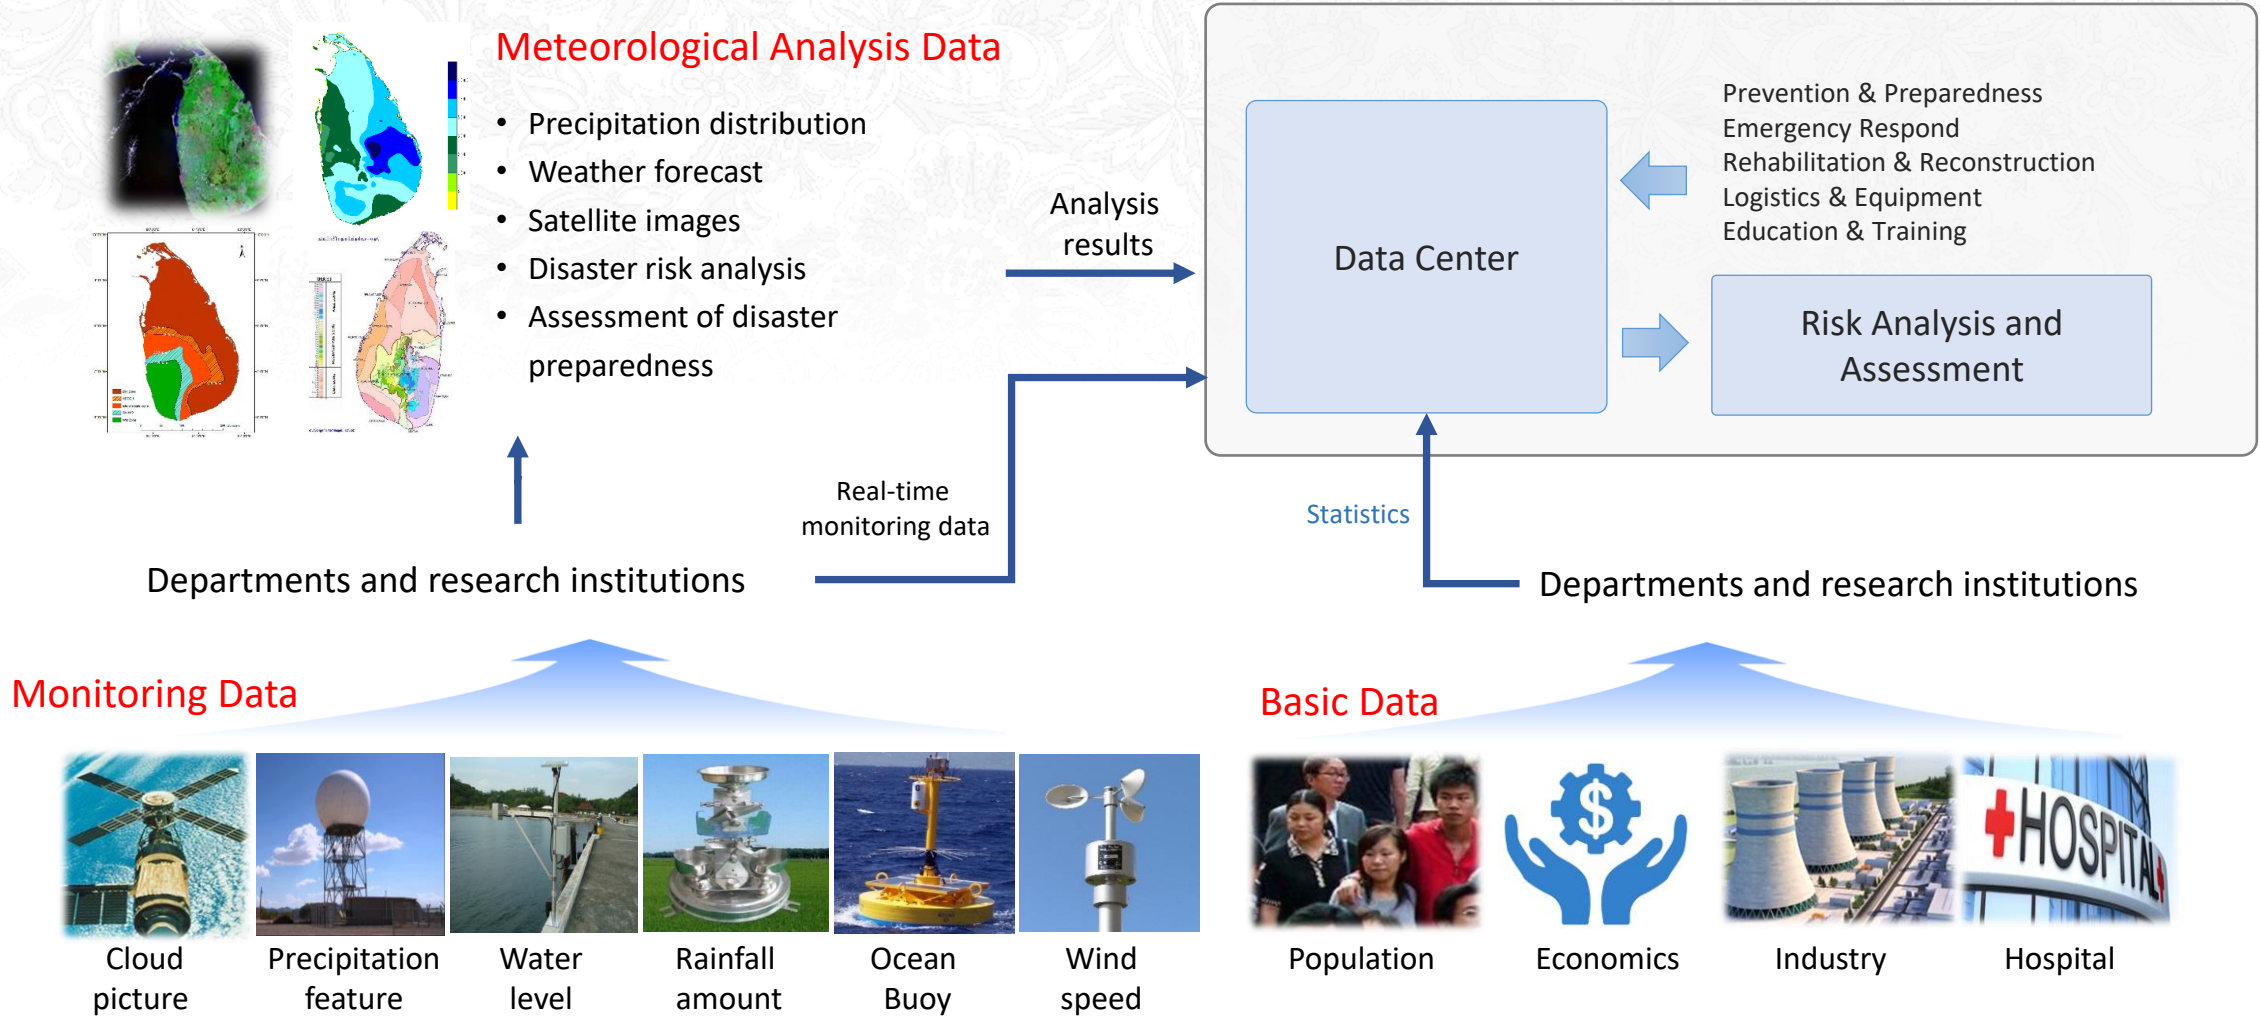 Meteorological Analysis Data
• Precipitation distribution
• Weather forecast
• Satellite images
• Disaster risk analysis
• Assessment of disaster
preparedness
Analysis
results
Data Center
Prevention & Preparedness
Emergency Respond
Rehabilitation & Reconstruction
Logistics & Equipment
Education & Training
Risk Analysis and
Assessment
Real-time
monitoring data
Statistics
Departments and research institutions
Departments and research institutions
Monitoring Data
Basic Data
HOSPITAL
Cloud
picture
Precipitation
feature
Water
level
Rainfall
amount
Ocean
Buoy
Wind
speed
Population
Economics
Industry
Hospital